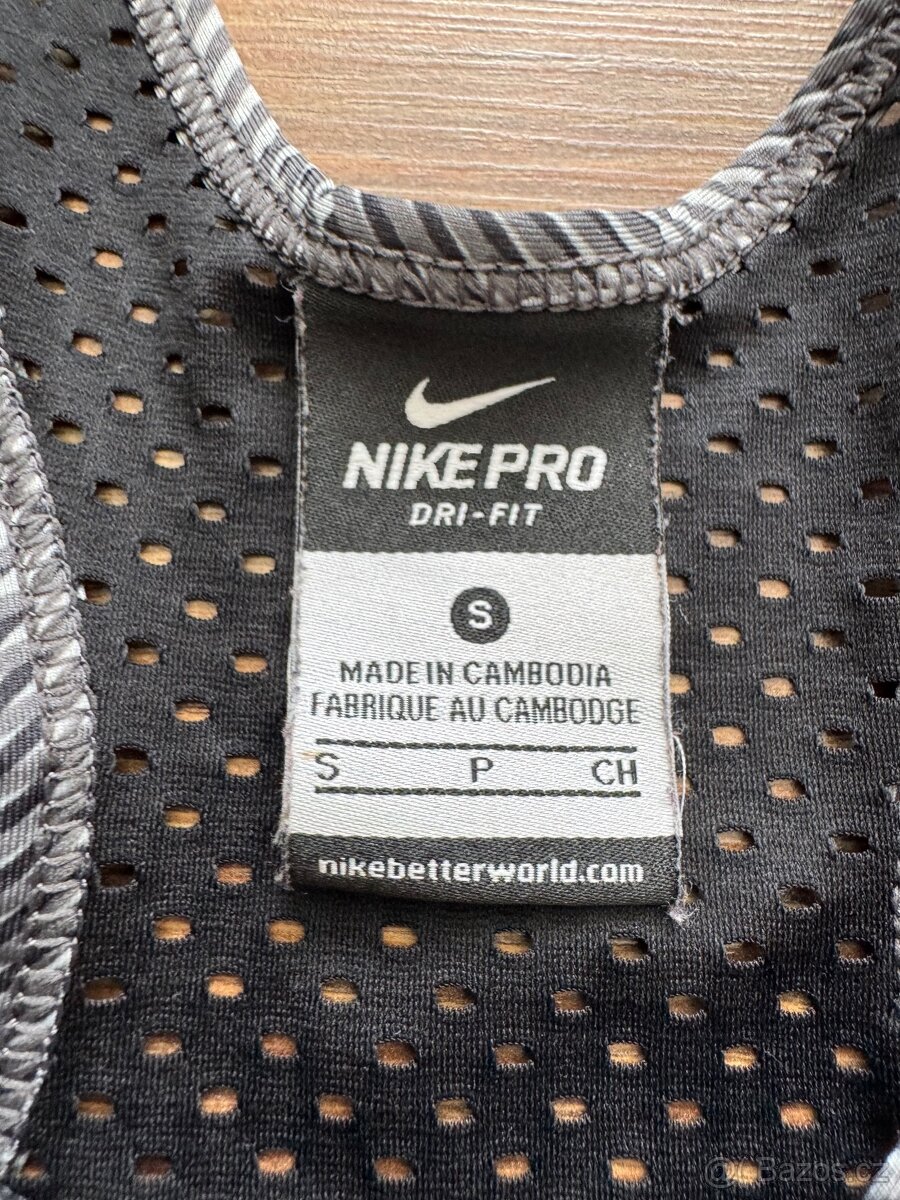 NIKE PRO
DRI-FIT
S
MADE IN CAMBODIA
FABRIQUE AU CAMBODGE
S P CH
nikebetterworld.com
Bazos.cz